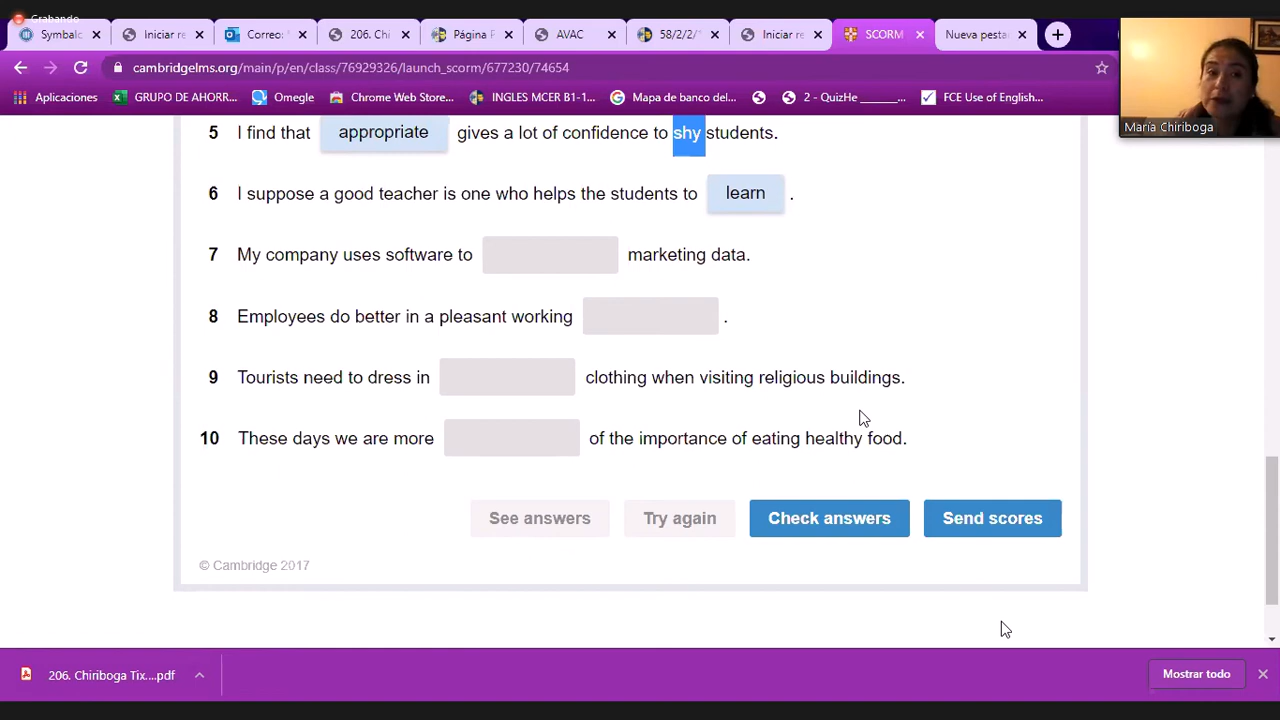 Grabando
Symbalc
Iniciar re
Correo:
206. Chi
Página P
AVAC
58/2/2/
Iniciar re
SCORM
Nueva pesta
cambridgelms.org/main/p/en/class/76929326/launch_scorm/677230/74654
Aplicaciones
GRUPO DE AHORR...
Omegle
Chrome Web Store...
INGLES MCER B1-1...
Mapa de banco del...
2 - QuizHe ______...
FCE Use of English...
María Chiriboga
5 I find that appropriate gives a lot of confidence to shy students.
6 I suppose a good teacher is one who helps the students to learn .
7 My company uses software to marketing data.
8 Employees do better in a pleasant working .
9 Tourists need to dress in clothing when visiting religious buildings.
10 These days we are more of the importance of eating healthy food.
See answers
Try again
Check answers
Send scores
© Cambridge 2017
206. Chiriboga Tix....pdf
Mostrar todo